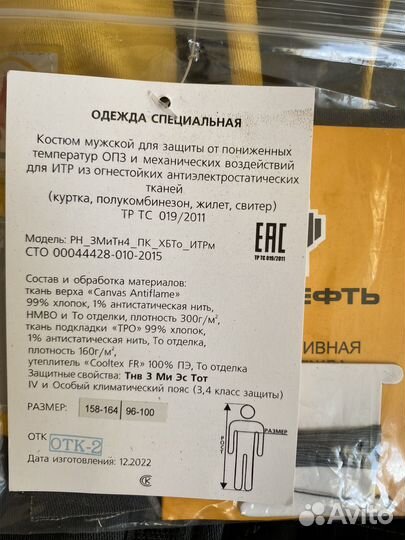 ОДЕЖДА СПЕЦИАЛЬНАЯ
Костюм мужской для защиты от пониженных
температур ОПЗ и механических воздействий
для ИТР из огнестойких антиэлектростатических
тканей
(куртка, полукомбинезон, жилет, свитер)
ТР ТС 019/2011
Модель: РН_ЗМиТн4_ПК_ХБТо_ИТРм
СТО 00044428-010-2015
ЕАС
ТР ТС 019/2011
Состав и обработка материалов:
ткань верха «Canvas Antiflame»
99% хлопок, 1% антистатическая нить,
НМВО и То отделки, плотность 300г/м²,
ткань подкладки «ТРО» 99% хлопок,
1% антистатическая нить, То отделка,
плотность 160г/м²,
утеплитель «Cooltex FR» 100% ПЭ, То отделка
Защитные свойства: Тнв З Ми Эс Тот
IV и Особый климатический пояс (3,4 класс защиты)
РАЗМЕР: 158-164 96-100
ОТК ОТК-2
Дата изготовления: 12.2022
РАЗМЕР
РОСТ
ЕФТЬ
ИВНАЯ
Avito